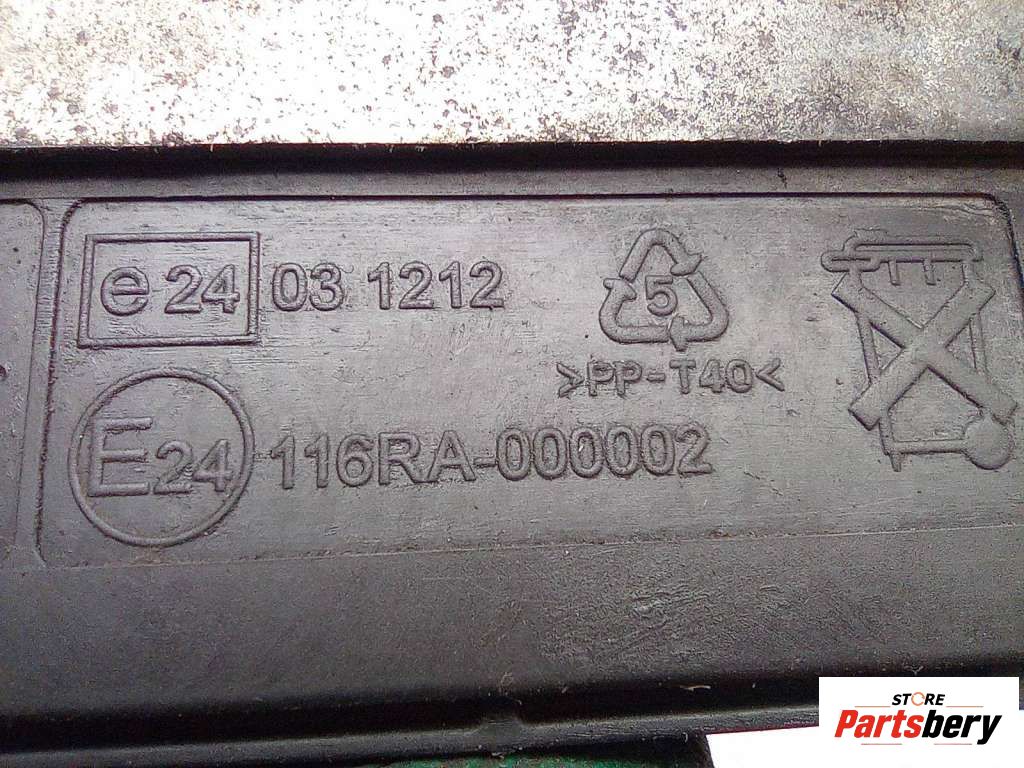 e 24 03 1212
5
>PP-T40<
E24 116RA-000002
STORE
Partsbery